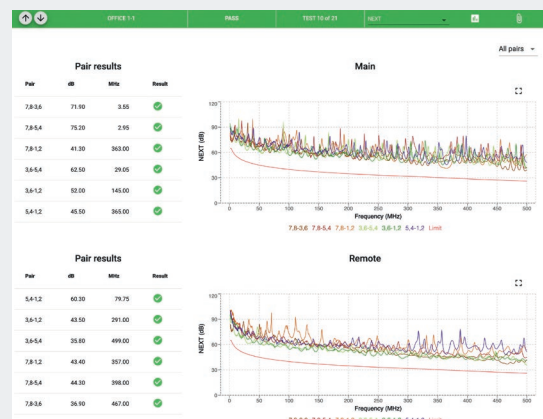 OFFICE 1-1 PASS TEST 10 of 21 NEXT
All pairs
Pair results
Pair dB MHz Result
7,8-3,6 71.90 3.55
7,8-5,4 75.20 2.95
7,8-1,2 41.30 363.00
3,6-5,4 62.50 29.05
3,6-1,2 52.00 145.00
5,4-1,2 45.50 365.00
Main
NEXT (dB)
120
90
60
30
0
0 50 100 150 200 250 300 350 400 450 500
Frequency (MHz)
7,8-3,6 7,8-5,4 7,8-1,2 3,6-5,4 3,6-1,2 5,4-1,2 Limit
Pair results
Pair dB MHz Result
5,4-1,2 60.30 79.75
3,6-1,2 43.50 291.00
3,6-5,4 35.80 499.00
7,8-1,2 43.40 357.00
7,8-5,4 44.30 398.00
7,8-3,6 36.90 467.00
Remote
NEXT (dB)
120
90
60
30
0
0 50 100 150 200 250 300 350 400 450 500
Frequency (MHz)